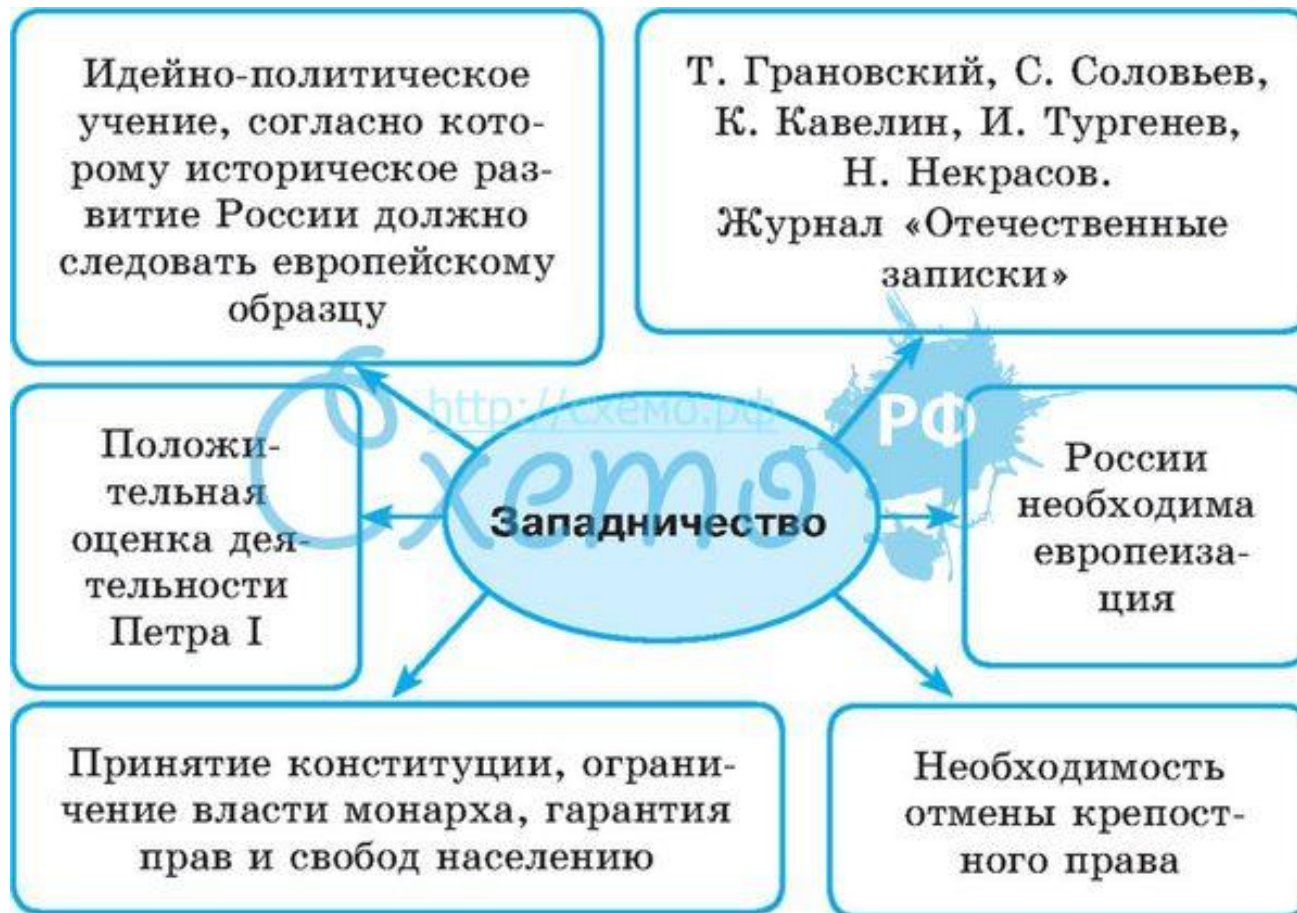 Идейно-политическое
учение, согласно кото-
рому историческое раз-
витие России должно
следовать европейскому
образцу
Т. Грановский, С. Соловьев,
К. Кавелин, И. Тургенев,
Н. Некрасов.
Журнал «Отечественные
записки»
http://схемо.рф
Схемо
РФ
Положи-
тельная
оценка дея-
тельности
Петра I
Западничество
России
необходима
европеиза-
ция
Принятие конституции, ограни-
чение власти монарха, гарантия
прав и свобод населению
Необходимость
отмены крепост-
ного права